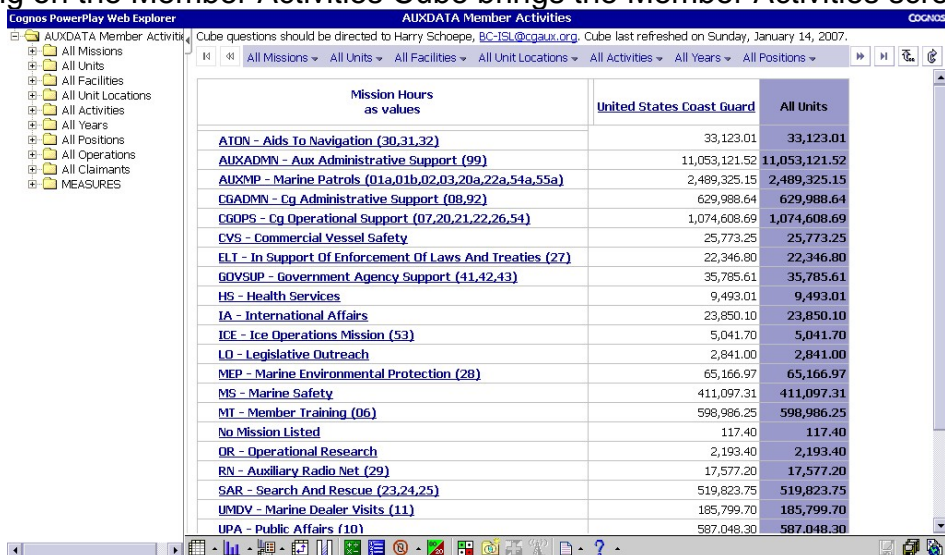 ng on the Member Activities Cube brings the Member Activities scre
Cognos PowerPlay Web Explorer AUXDATA Member Activities COGNOS
AUXDATA Member Activitie
All Missions
All Units
All Facilities
All Unit Locations
All Activities
All Years
All Positions
All Operations
All Claimants
MEASURES
Cube questions should be directed to Harry Schoepe, BC-ISL@cgaux.org. Cube last refreshed on Sunday, January 14, 2007.
All Missions All Units All Facilities All Unit Locations All Activities All Years All Positions
Mission Hours
as values United States Coast Guard All Units
ATON - Aids To Navigation (30,31,32) 33,123.01 33,123.01
AUXADMN - Aux Administrative Support (99) 11,053,121.52 11,053,121.52
AUXMP - Marine Patrols (01a,01b,02,03,20a,22a,54a,55a) 2,489,325.15 2,489,325.15
CGADMN - Cg Administrative Support (08,92) 629,988.64 629,988.64
CGOPS - Cg Operational Support (07,20,21,22,26,54) 1,074,608.69 1,074,608.69
CVS - Commercial Vessel Safety 25,773.25 25,773.25
ELT - In Support Of Enforcement Of Laws And Treaties (27) 22,346.80 22,346.80
GOVSUP - Government Agency Support (41,42,43) 35,785.61 35,785.61
HS - Health Services 9,493.01 9,493.01
IA - International Affairs 23,850.10 23,850.10
ICE - Ice Operations Mission (53) 5,041.70 5,041.70
LO - Legislative Outreach 2,841.00 2,841.00
MEP - Marine Environmental Protection (28) 65,166.97 65,166.97
MS - Marine Safety 411,097.31 411,097.31
MT - Member Training (06) 598,986.25 598,986.25
No Mission Listed 117.40 117.40
OR - Operational Research 2,193.40 2,193.40
RN - Auxiliary Radio Net (29) 17,577.20 17,577.20
SAR - Search And Rescue (23,24,25) 519,823.75 519,823.75
UMDV - Marine Dealer Visits (11) 185,799.70 185,799.70
UPA - Public Affairs (10) 587,048.30 587,048.30